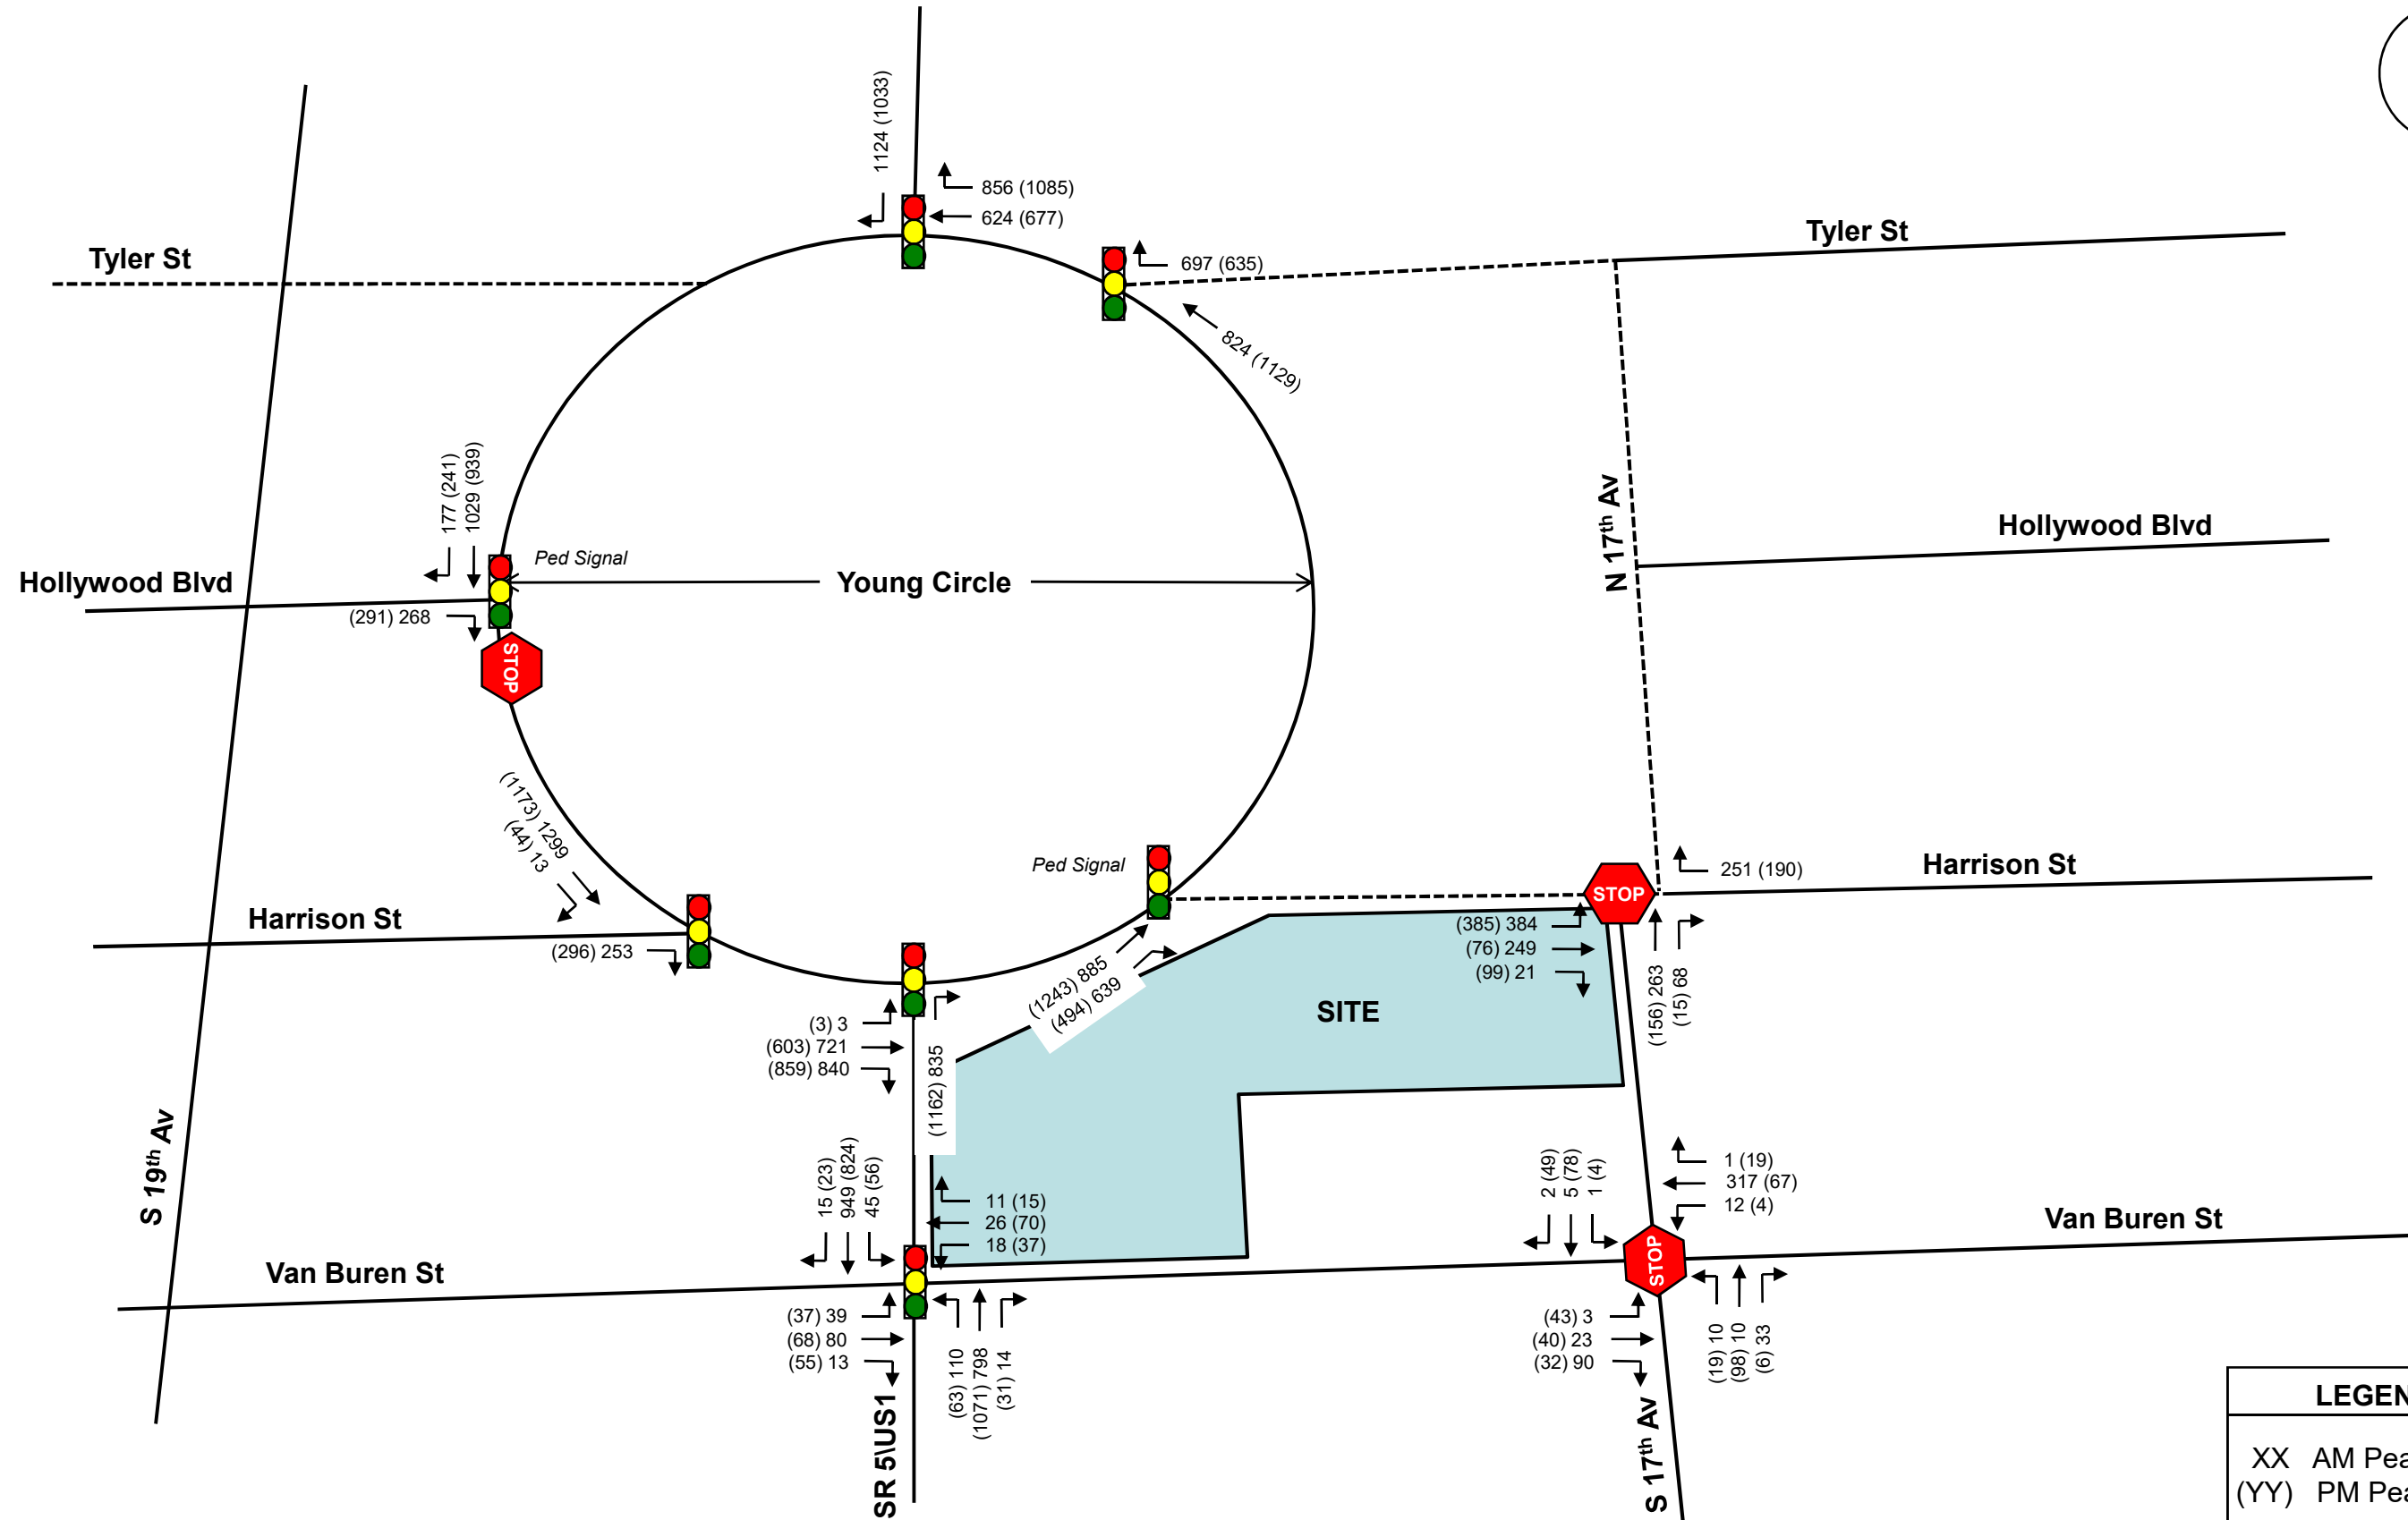 1124 (1033)
856 (1085)
624 (677)
Tyler St
697 (635)
Tyler St
824 (1129)
177 (241)
1029 (939)
N 17th Av
Hollywood Blvd
Ped Signal
Hollywood Blvd
Young Circle
(291) 268
STOP
(1173) 1299
(44) 13
Ped Signal
251 (190)
Harrison St
STOP
Harrison St
(296) 253
(385) 384
(76) 249
(99) 21
(1243) 885
(494) 639
SITE
(156) 263
(15) 68
(3) 3
(603) 721
(859) 840
(1162) 835
S 19th Av
15 (23)
949 (824)
45 (56)
11 (15)
26 (70)
18 (37)
2 (49)
5 (78)
1 (4)
1 (19)
317 (67)
12 (4)
Van Buren St
Van Buren St
STOP
(37) 39
(68) 80
(55) 13
(63) 110
(1071) 798
(31) 14
(43) 3
(40) 23
(32) 90
(19) 10
(98) 10
(6) 33
SR 5\US1
S 17th Av
LEGEN
XX AM Pea
(YY) PM Pea